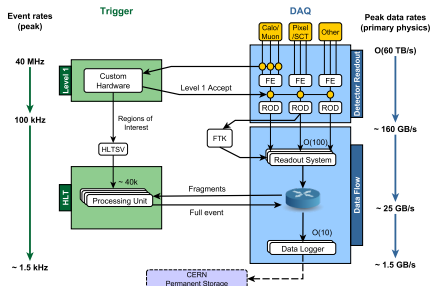 Event rates
(peak)
Trigger
DAQ
Peak data rates
(primary physics)
Calo/
Muon
Pixel
/SCT
Other
40 MHz
O(60 TB/s)
Level 1
Custom
Hardware
FE
FE
FE
Level 1 Accept
Detector Readout
ROD
ROD
ROD
100 kHz
~ 160 GB/s
Regions of
Interest
FTK
O(100)
HLTSV
Readout System
HLT
~ 40k
Processing Unit
Fragments
Full event
Data Flow
~ 25 GB/s
O(10)
Data Logger
~ 1.5 kHz
~ 1.5 GB/s
CERN
Permanent Storage